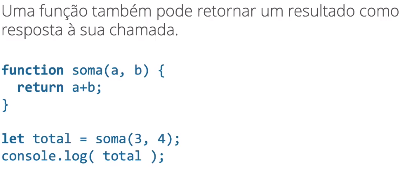 Uma função também pode retornar um resultado como
resposta à sua chamada.
function soma(a, b) {
  return a+b;
}
let total = soma(3, 4);
console.log( total );